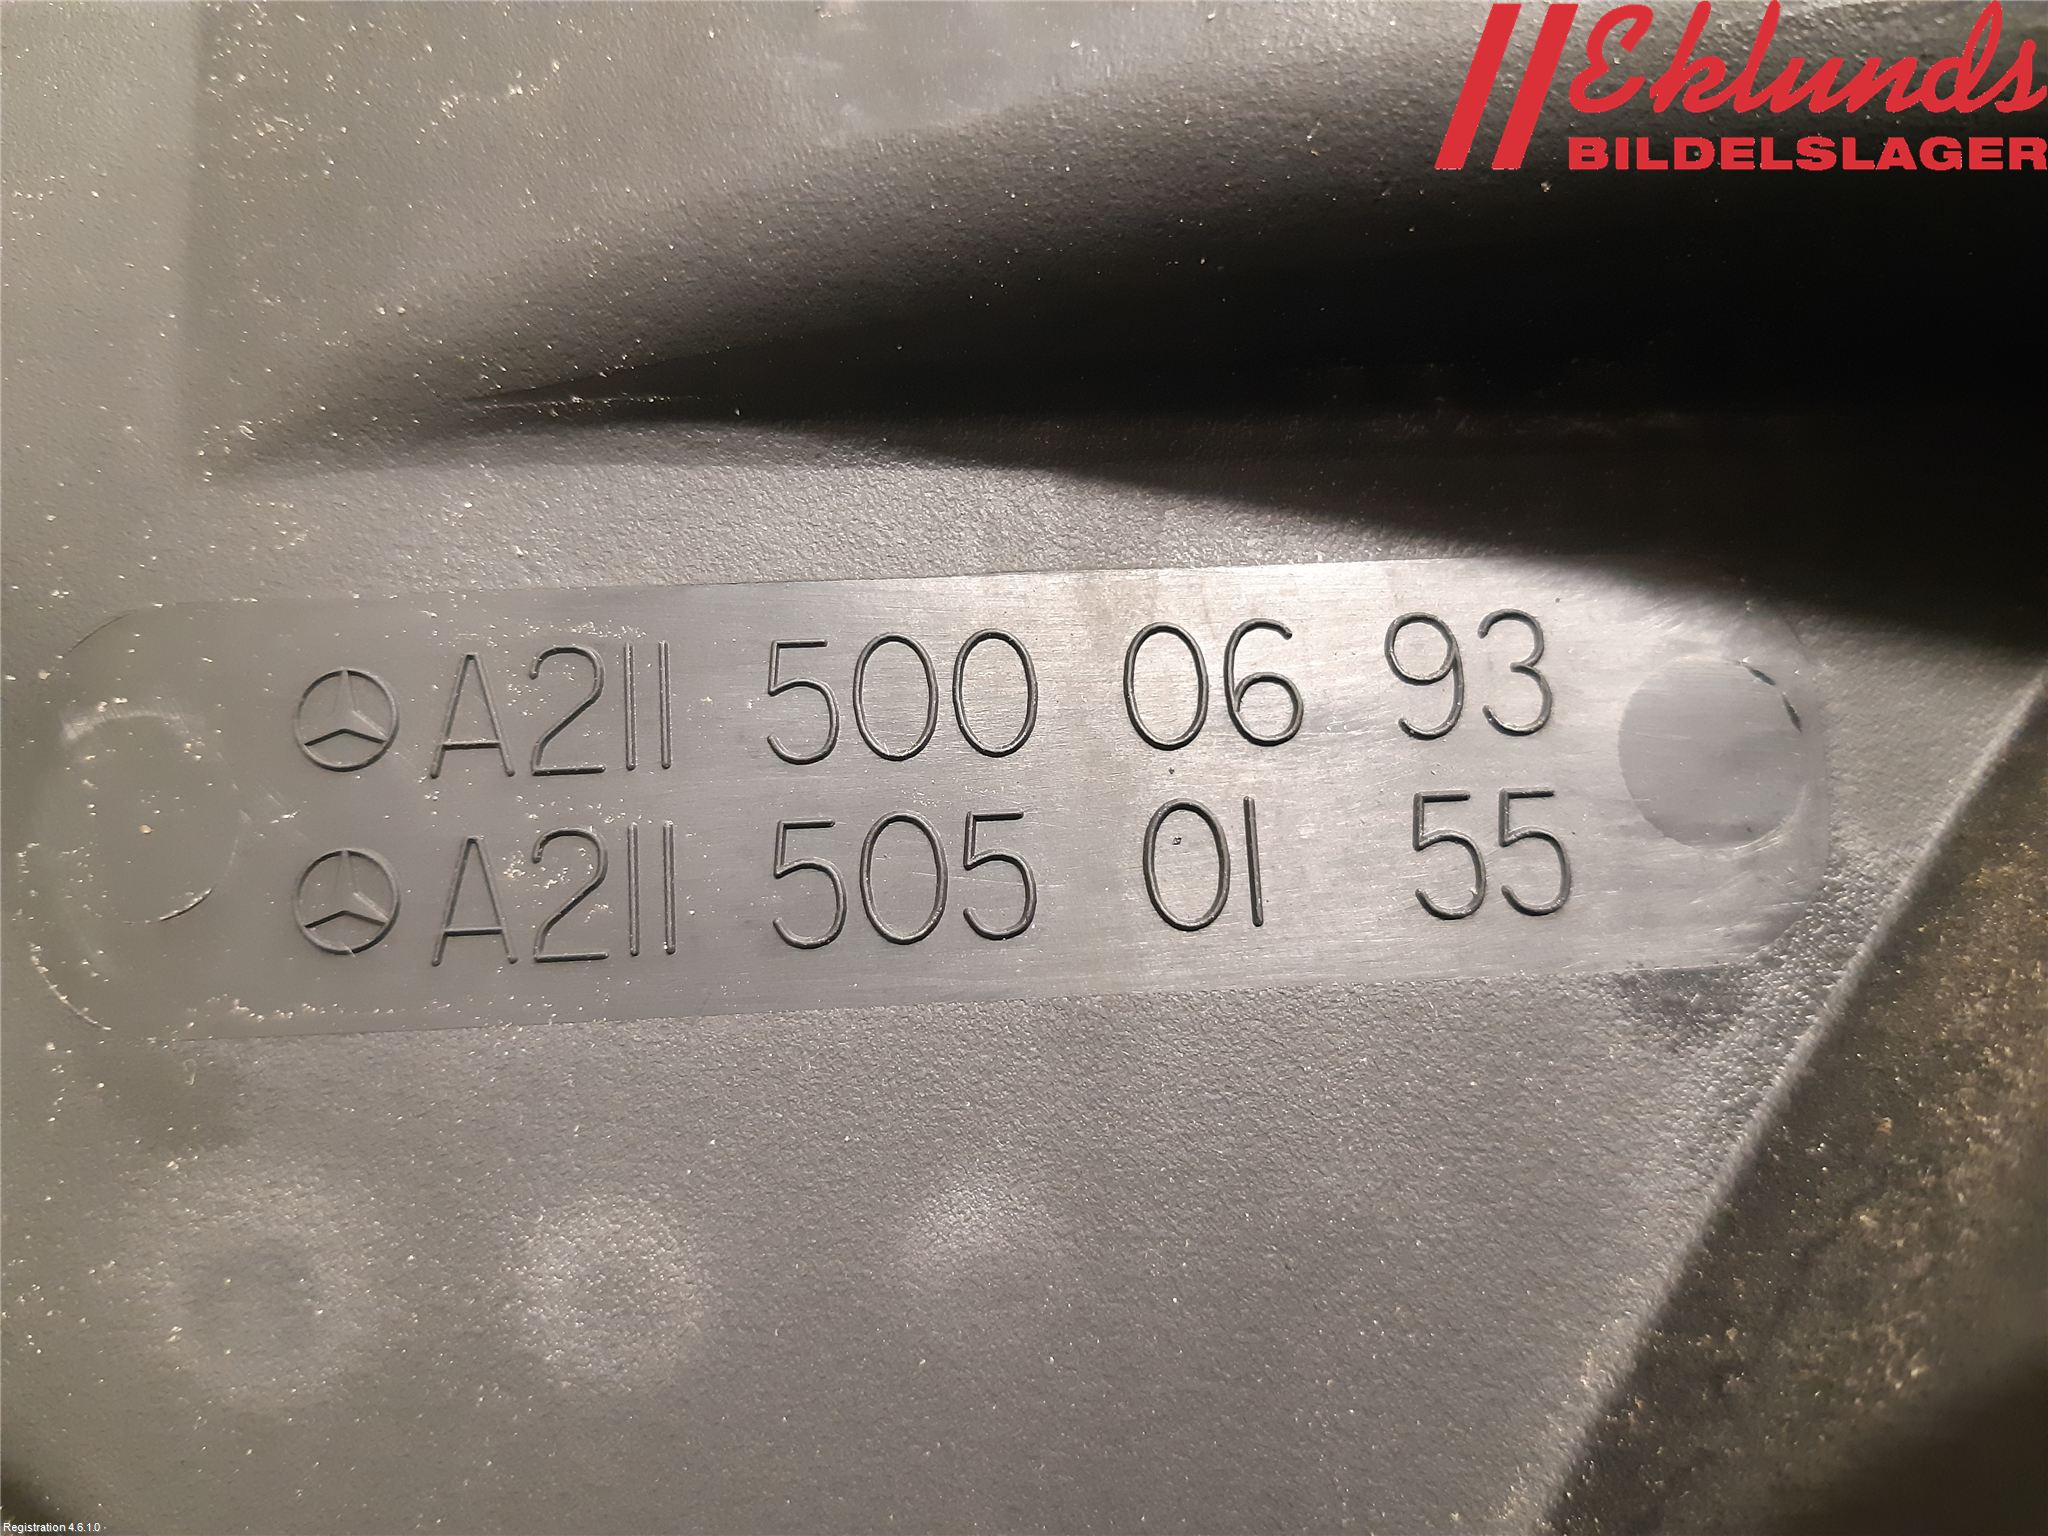 Eklunds
BILDELSLAGER
A211 500 06 93
A211 505 01 55
Registration 4.6.1.0